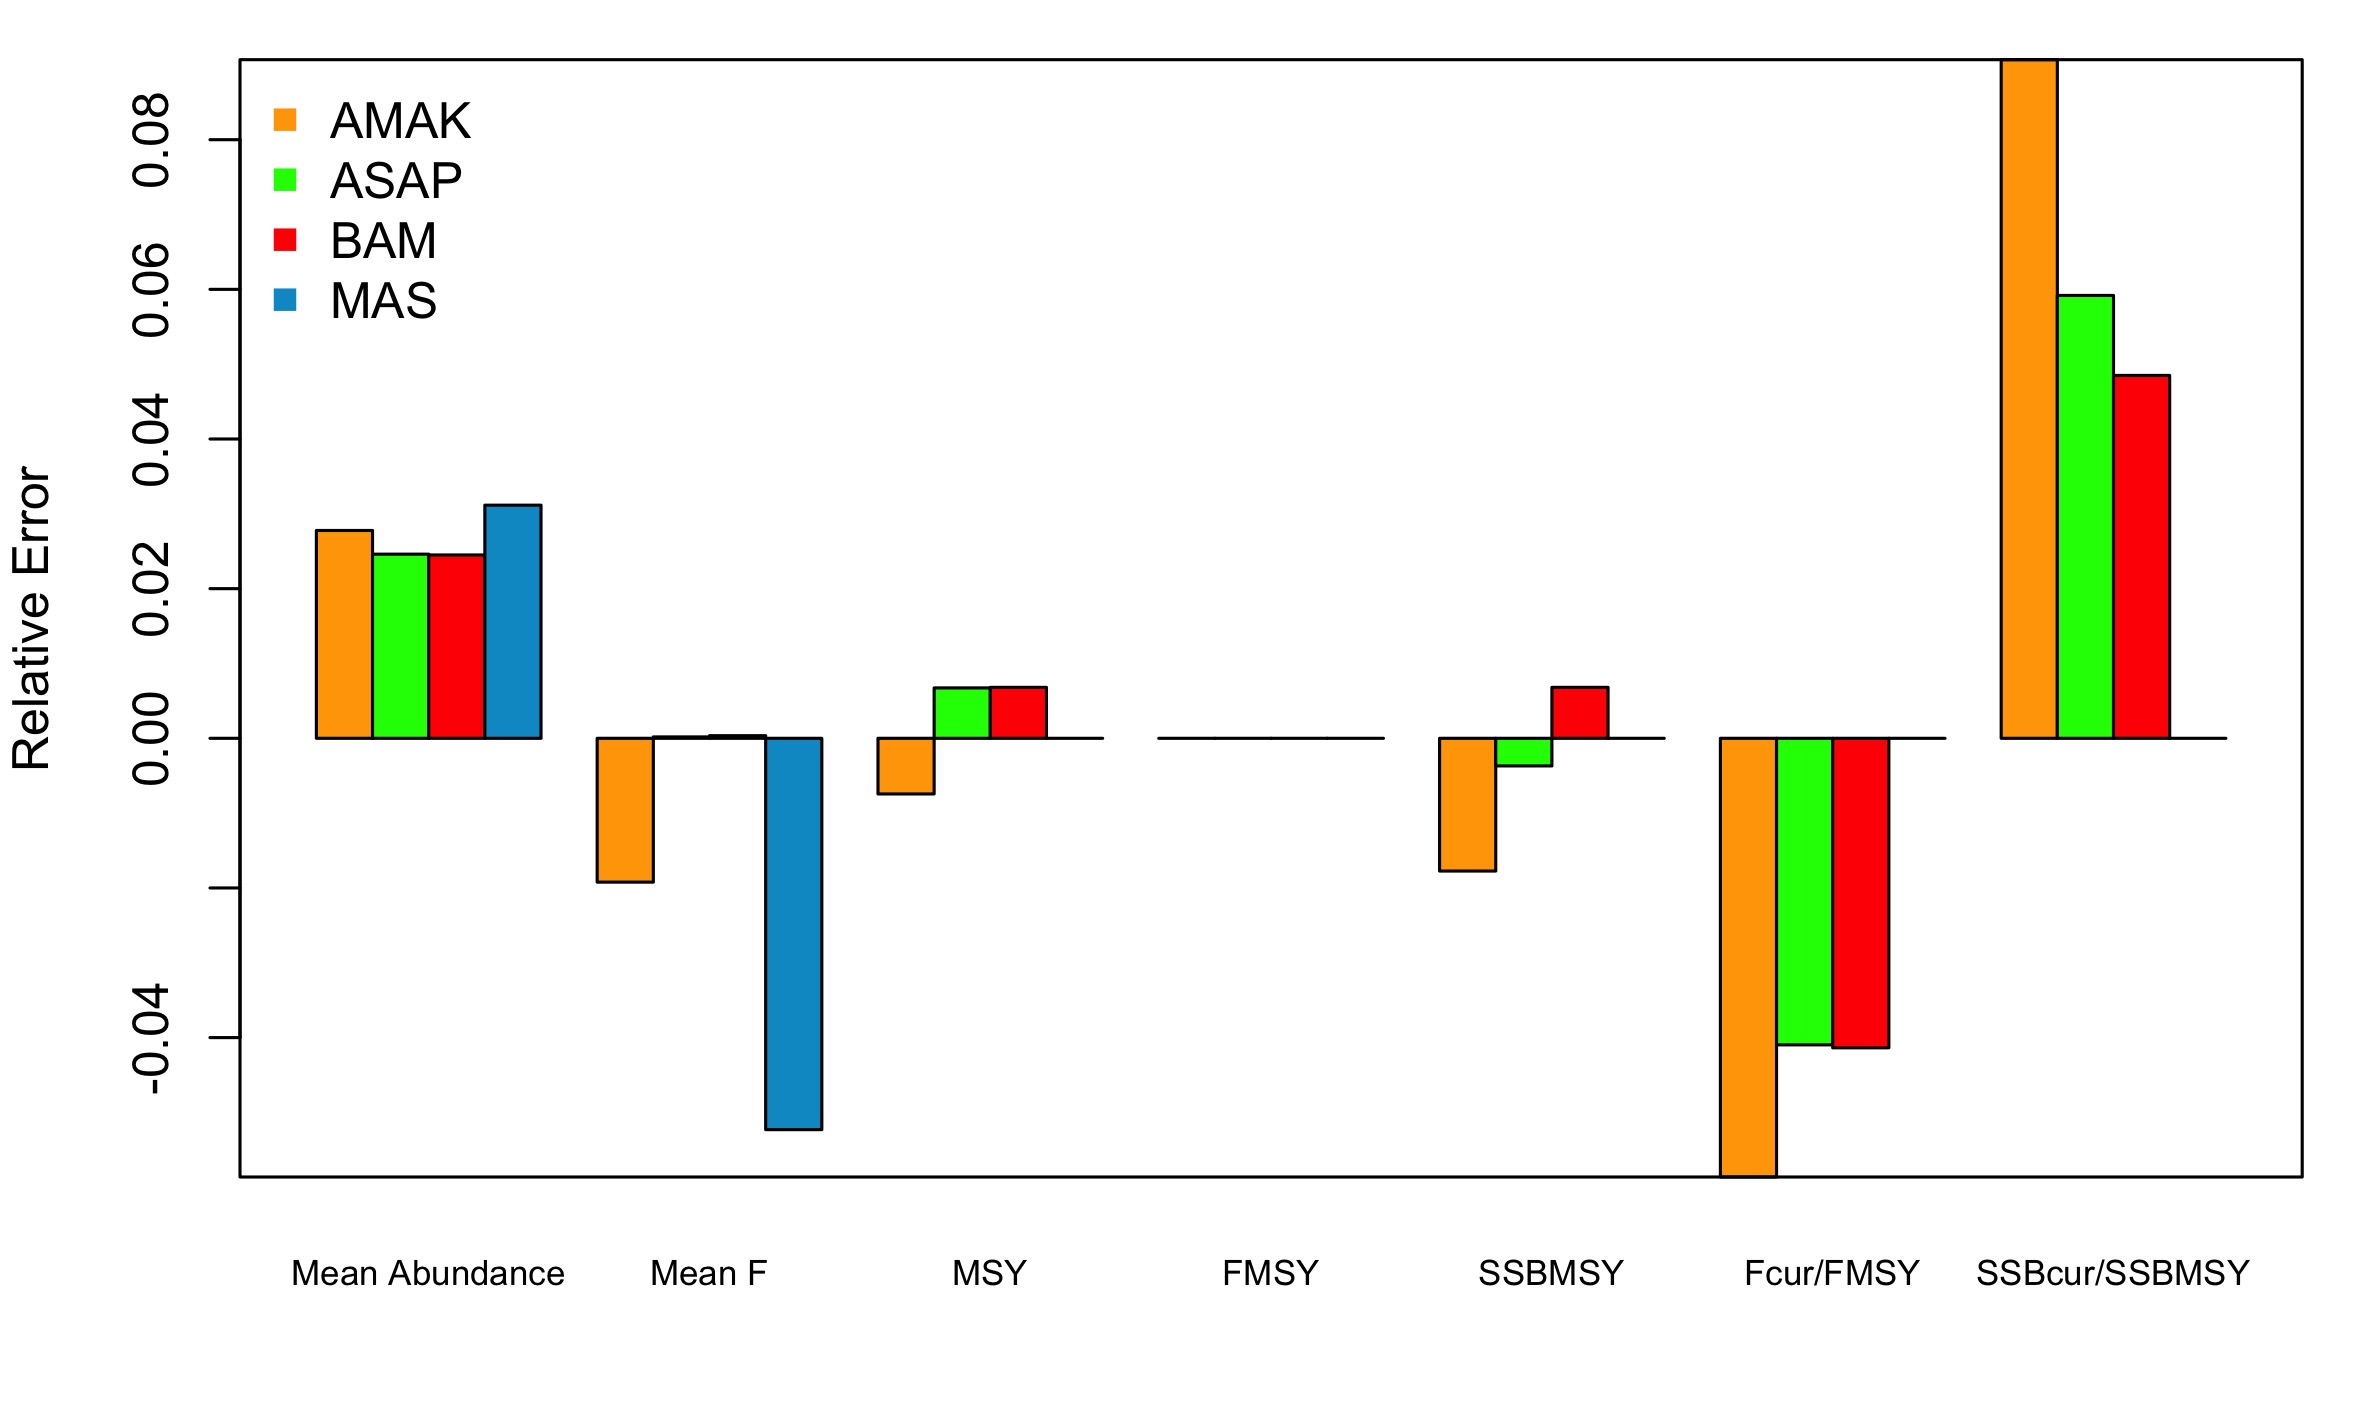 AMAK
ASAP
BAM
MAS
Relative Error
0.08
0.06
0.04
0.02
0.00
-0.04
Mean Abundance Mean F MSY FMSY SSBMSY Fcur/FMSY SSBcur/SSBMSY